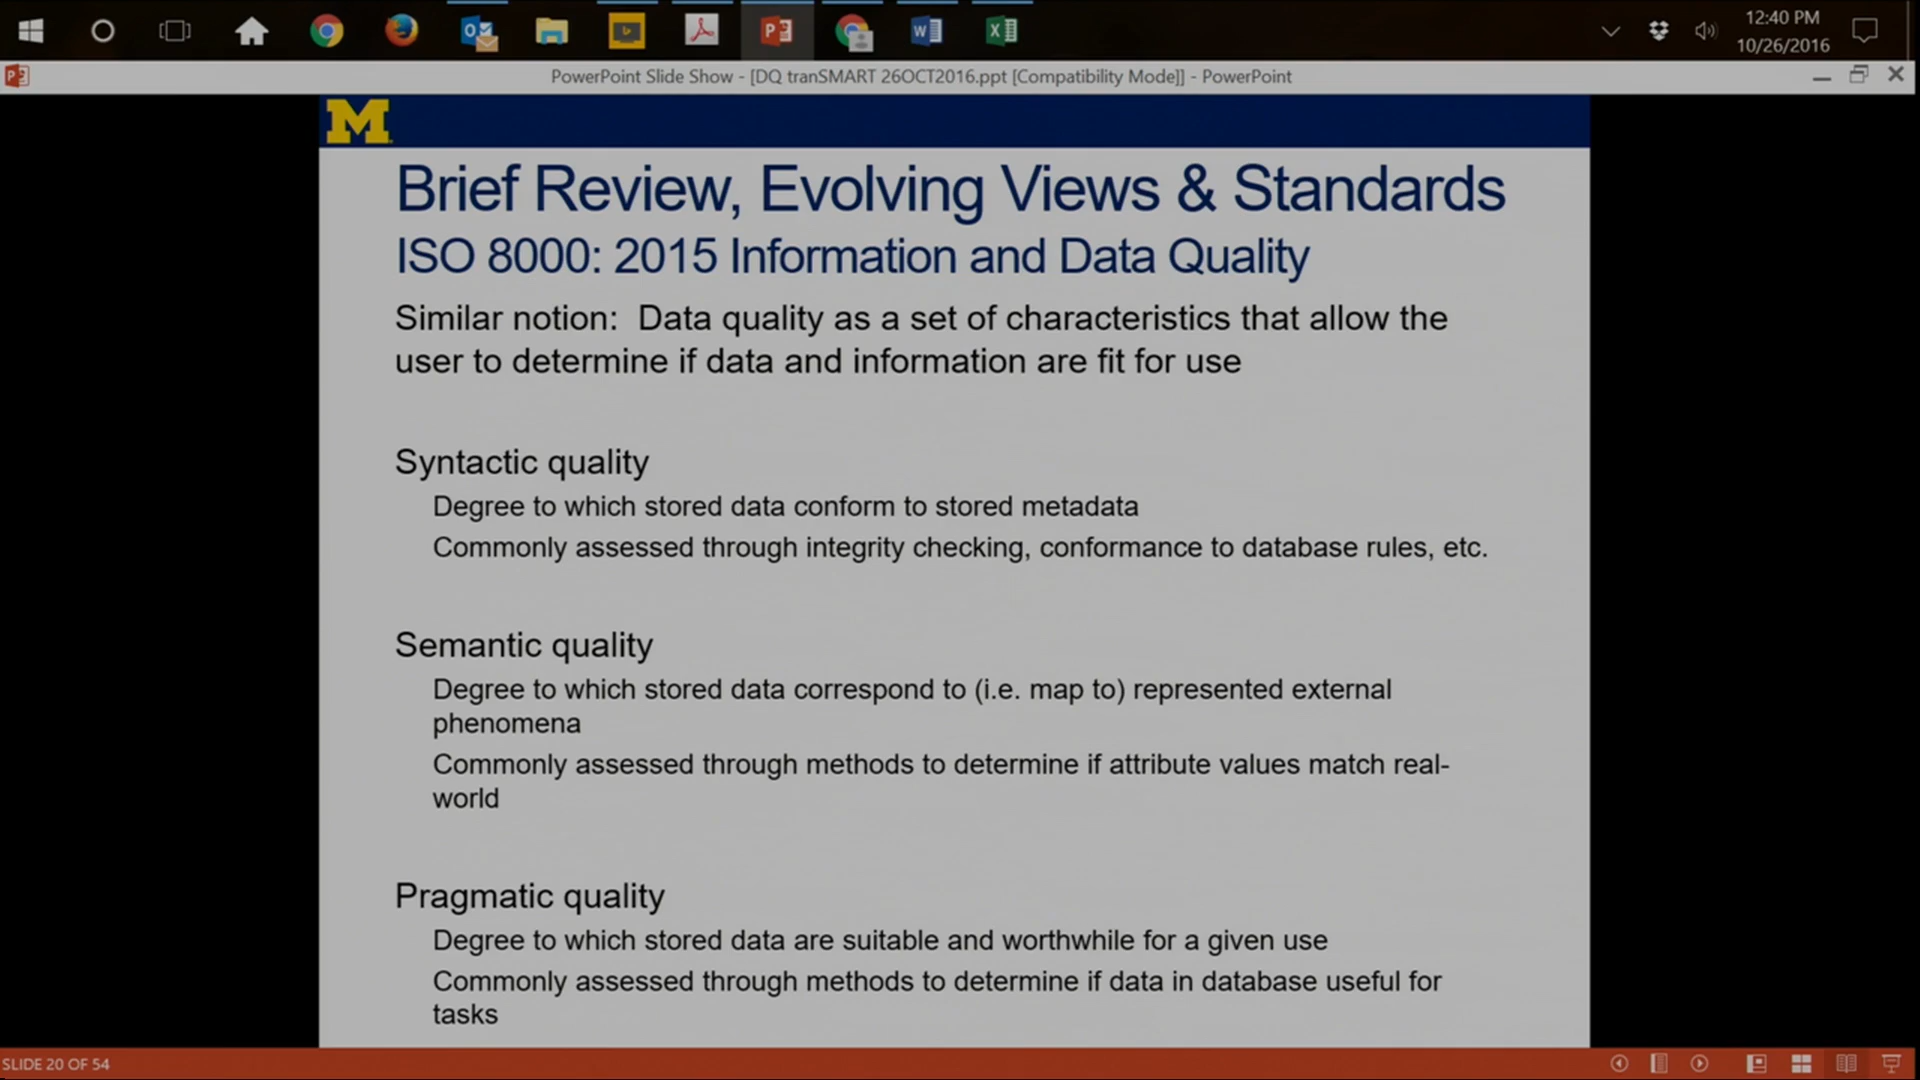 12:40 PM
10/26/2016
PowerPoint Slide Show - [DQ tranSMART 26OCT2016.ppt [Compatibility Mode]] - PowerPoint
M
Brief Review, Evolving Views & Standards
ISO 8000: 2015 Information and Data Quality
Similar notion: Data quality as a set of characteristics that allow the
user to determine if data and information are fit for use
Syntactic quality
Degree to which stored data conform to stored metadata
Commonly assessed through integrity checking, conformance to database rules, etc.
Semantic quality
Degree to which stored data correspond to (i.e. map to) represented external
phenomena
Commonly assessed through methods to determine if attribute values match real-
world
Pragmatic quality
Degree to which stored data are suitable and worthwhile for a given use
Commonly assessed through methods to determine if data in database useful for
tasks
SLIDE 20 OF 54